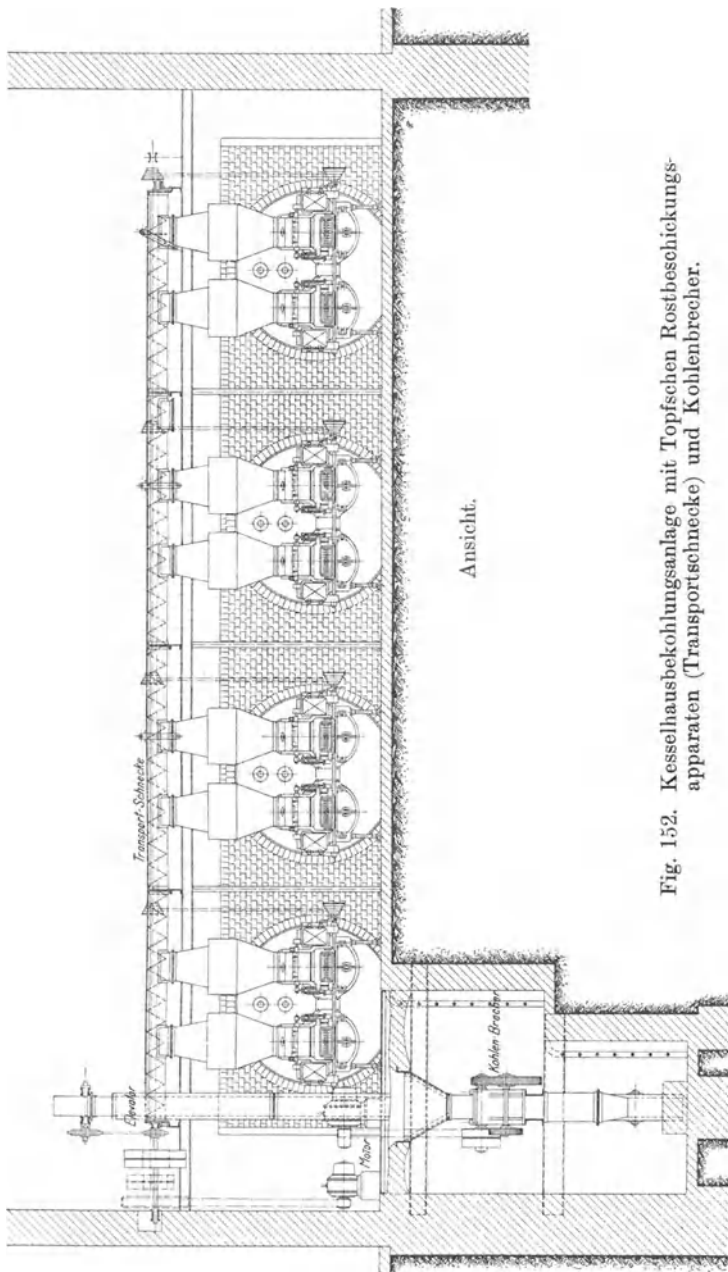 Transport-Schnecke
Elevator
Motor
Kohlen-Brecher
Ansicht.
Fig. 152. Kesselhausbekohlungsanlage mit Topfschen Rostbeschickungs-
apparaten (Transportschnecke) und Kohlenbrecher.